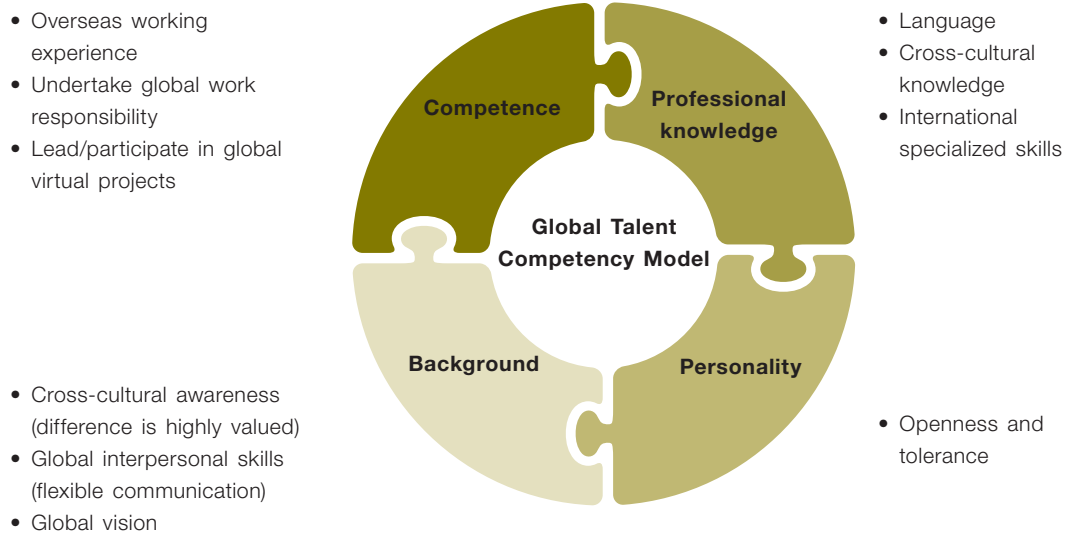 • Overseas working
experience
• Undertake global work
responsibility
• Lead/participate in global
virtual projects
Competence
Professional
knowledge
• Language
• Cross-cultural
knowledge
• International
specialized skills
Global Talent
Competency Model
Background
Personality
• Cross-cultural awareness
(difference is highly valued)
• Global interpersonal skills
(flexible communication)
• Global vision
• Openness and
tolerance